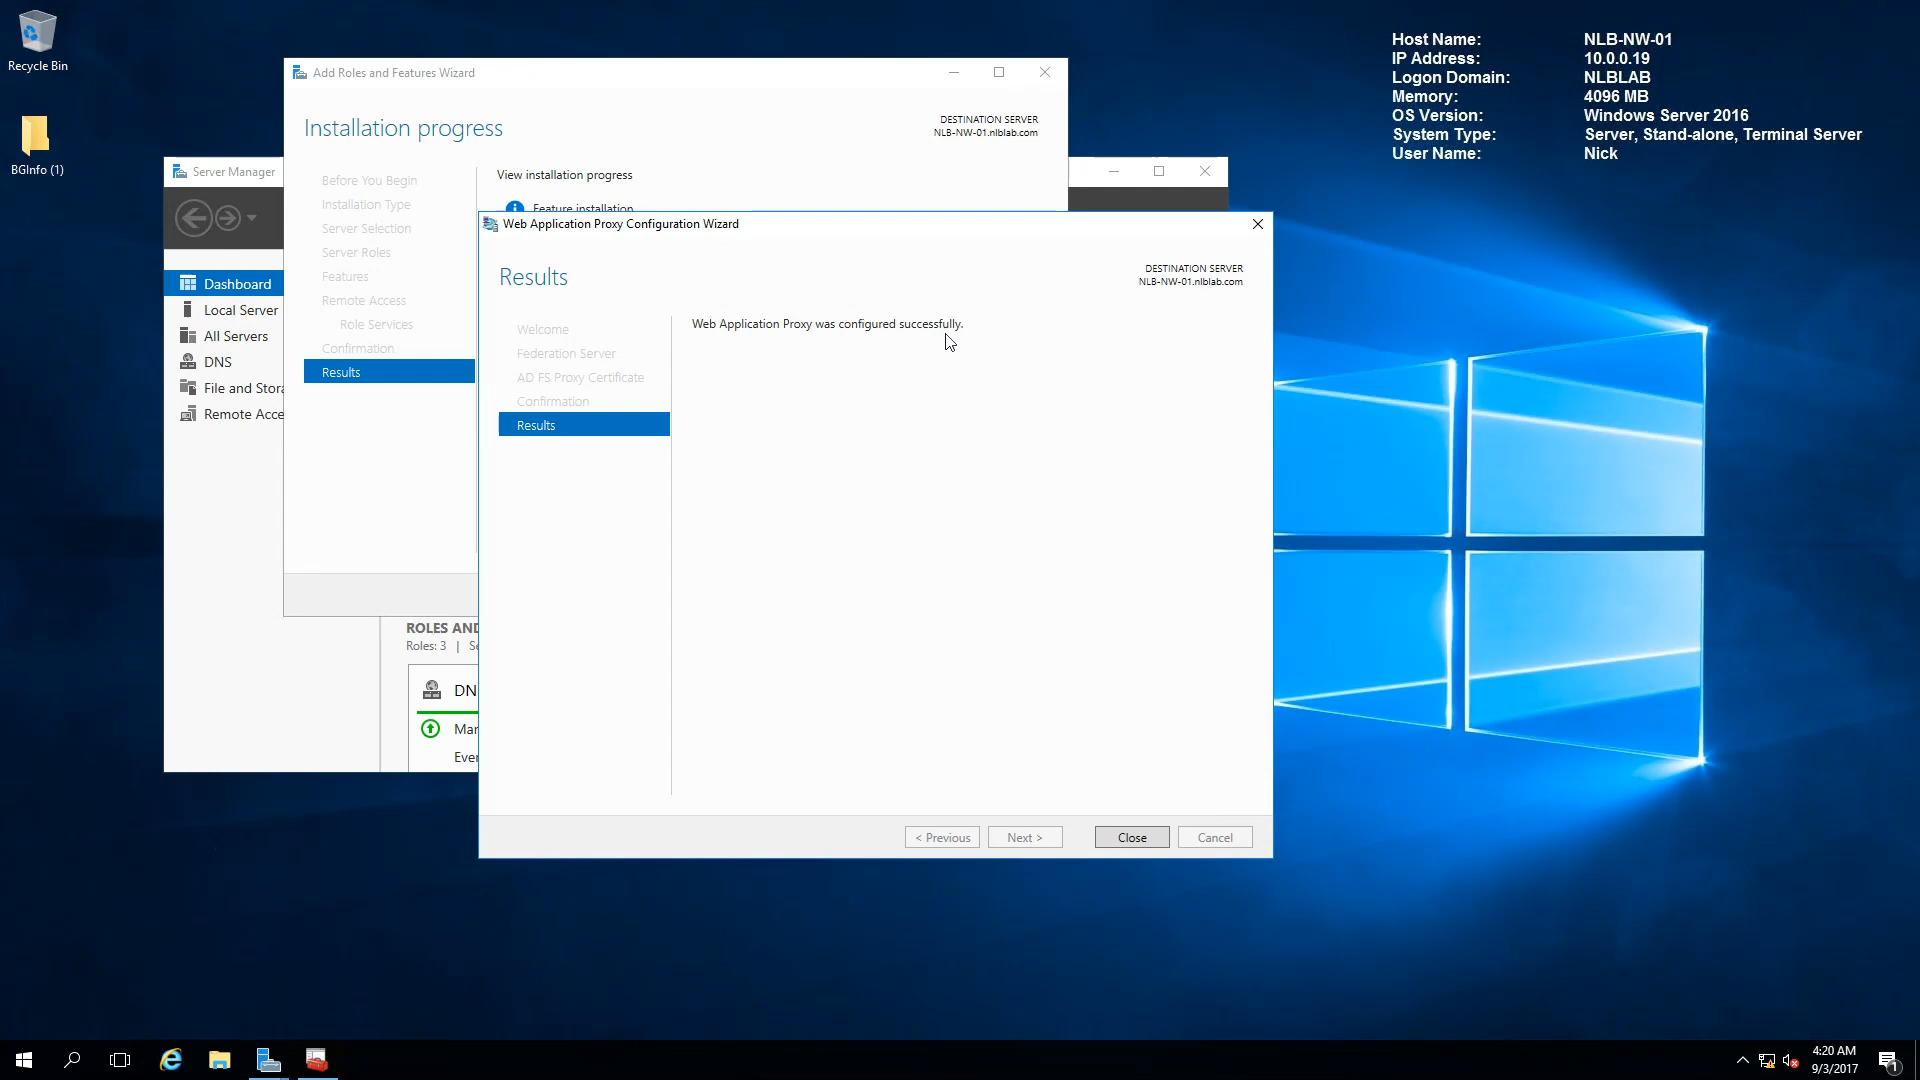 Recycle Bin
BGInfo (1)
Host Name: NLB-NW-01
IP Address: 10.0.0.19
Logon Domain: NLBLAB
Memory: 4096 MB
OS Version: Windows Server 2016
System Type: Server, Stand-alone, Terminal Server
User Name: Nick
Add Roles and Features Wizard
Installation progress
DESTINATION SERVER
NLB-NW-01.nlblab.com
Before You Begin
Installation Type
Server Selection
Server Roles
Features
Remote Access
Role Services
Confirmation
Results
View installation progress
Feature installation
Server Manager
Dashboard
Local Server
All Servers
DNS
File and Stora
Remote Acce
ROLES AND
Roles: 3 | Se
DN
Man
Even
Web Application Proxy Configuration Wizard
Results
DESTINATION SERVER
NLB-NW-01.nlblab.com
Welcome
Federation Server
AD FS Proxy Certificate
Confirmation
Results
Web Application Proxy was configured successfully.
< Previous
Next >
Close
Cancel
4:20 AM
9/3/2017
1